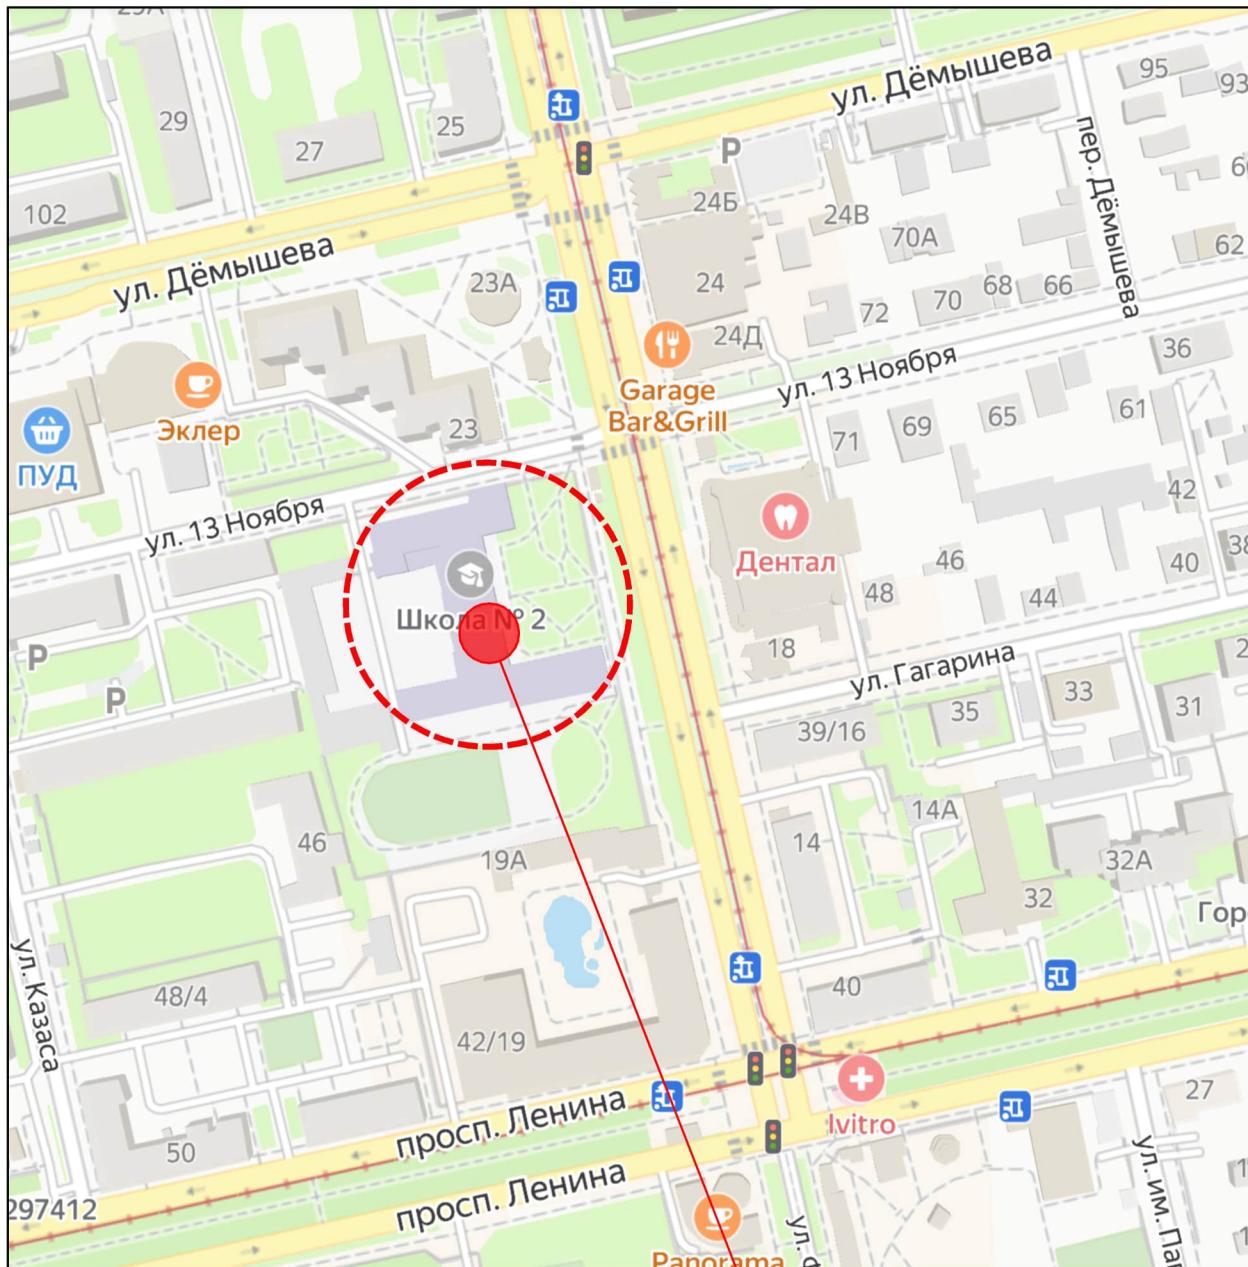 29
27
25
102
ул. Дёмышева
ул. Дёмышева
пер. Дёмышева
95
93
P
24Б
24В
70А
62
23А
24
24Д
72
70
68
66
36
Garage
Bar&Grill
ул. 13 Ноября
Эклер
ПУД
23
71
69
65
61
42
ул. 13 Ноября
Дентал
46
40
48
44
Школа № 2
P
P
18
ул. Гагарина
33
31
35
39/16
14А
14
46
19А
32А
32
Гор
ул. Казаса
48/4
42/19
40
просп. Ленина
Ivitro
27
50
просп. Ленина
297412
Panorama